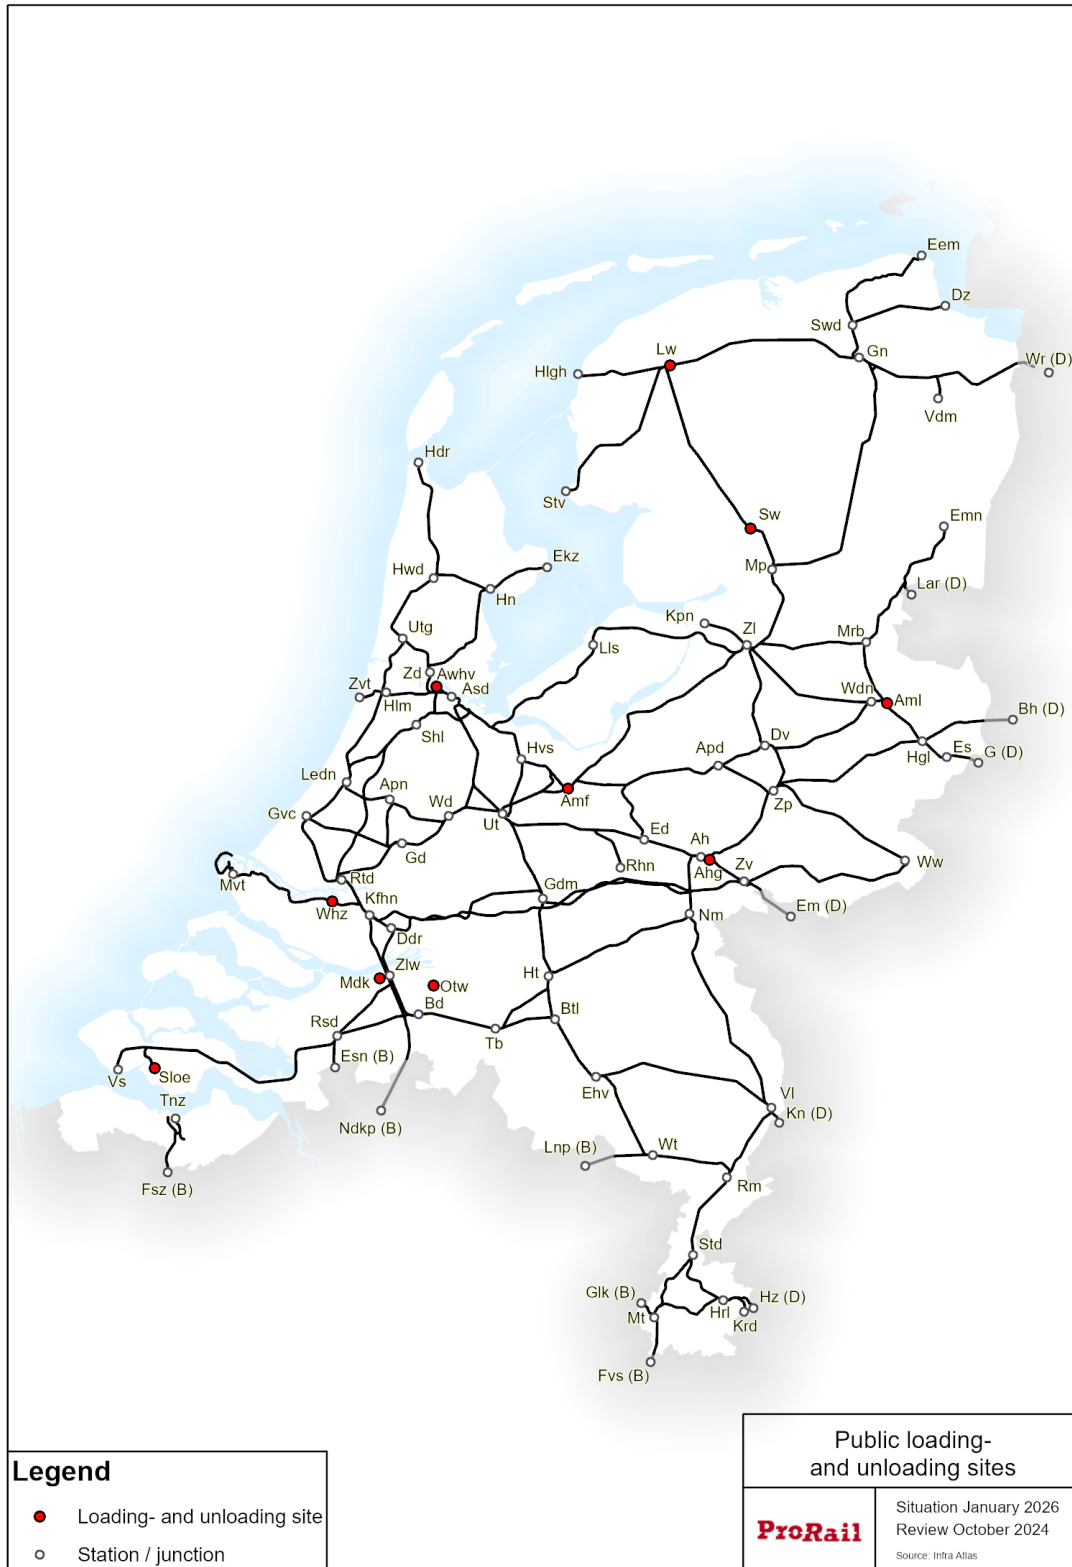 Eem
Dz
Swd
Gn
Wr (D)
Lw
Hlgh
Vdm
Hdr
Stv
Sw
Emn
Ekz
Mp
Hwd
Hn
Lar (D)
Kpn
Zl
Mrb
Utg
Lls
Zd
Awhv
Asd
Zvt
Hlm
Wdn
Aml
Bh (D)
Shl
Hvs
Apd
Dv
Hgl
Es
G (D)
Ledn
Apn
Wd
Amf
Zp
Gvc
Ut
Gd
Ed
Ah
Ahg
Zv
Rhn
Ww
Mvt
Rtd
Whz
Kfhn
Gdm
Em (D)
Nm
Ddr
Zlw
Mdk
Otw
Ht
Bd
Btl
Rsd
Tb
Esn (B)
Vs
Sloe
Tnz
Ehv
Vl
Kn (D)
Ndkp (B)
Lnp (B)
Wt
Fsz (B)
Rm
Std
Glk (B)
Hz (D)
Mt
Hrl
Krd
Fvs (B)
Public loading-
and unloading sites
Legend
Loading- and unloading site
Station / junction
ProRail
Situation January 2026
Review October 2024
Source: Infra Atlas